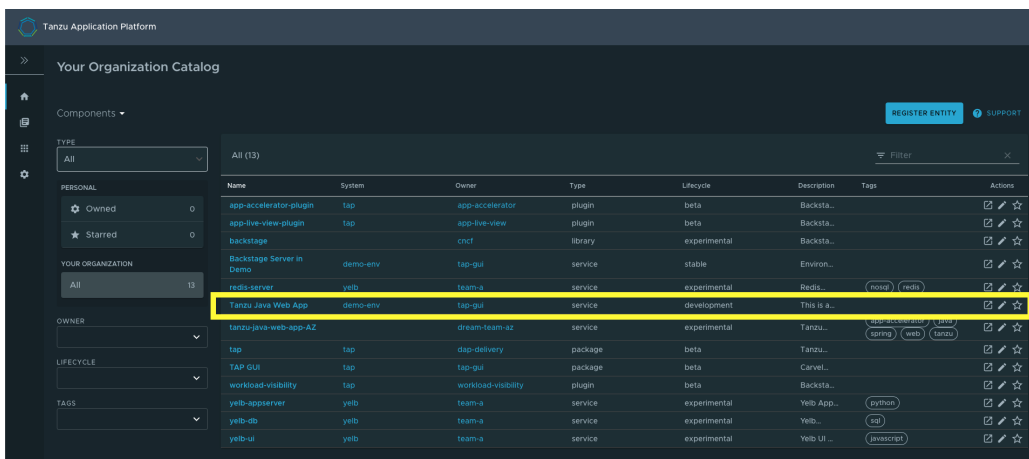 Tanzu Application Platform
Your Organization Catalog
Components
REGISTER ENTITY
SUPPORT
TYPE
All
PERSONAL
Owned 0
Starred 0
YOUR ORGANIZATION
All 13
OWNER
LIFECYCLE
TAGS
All (13)
Filter
Name System Owner Type Lifecycle Description Tags Actions
app-accelerator-plugin tap app-accelerator plugin beta Backsta...
app-live-view-plugin tap app-live-view plugin beta Backsta...
backstage cncf library experimental Backsta...
Backstage Server in
Demo demo-env tap-gui service stable Environ...
redis-server yelb team-a service experimental Redis... nosql redis
Tanzu Java Web App demo-env tap-gui service development This is a...
tanzu-java-web-app-AZ dream-team-az service experimental Tanzu... app-accelerator java
spring web tanzu
tap tap dap-delivery package beta Tanzu...
TAP GUI tap tap-gui package beta Carvel...
workload-visibility tap workload-visibility plugin beta Backsta...
yelb-appserver yelb team-a service experimental Yelb App... python
yelb-db yelb team-a service experimental Yelb... sql
yelb-ui yelb team-a service experimental Yelb UI ... javascript